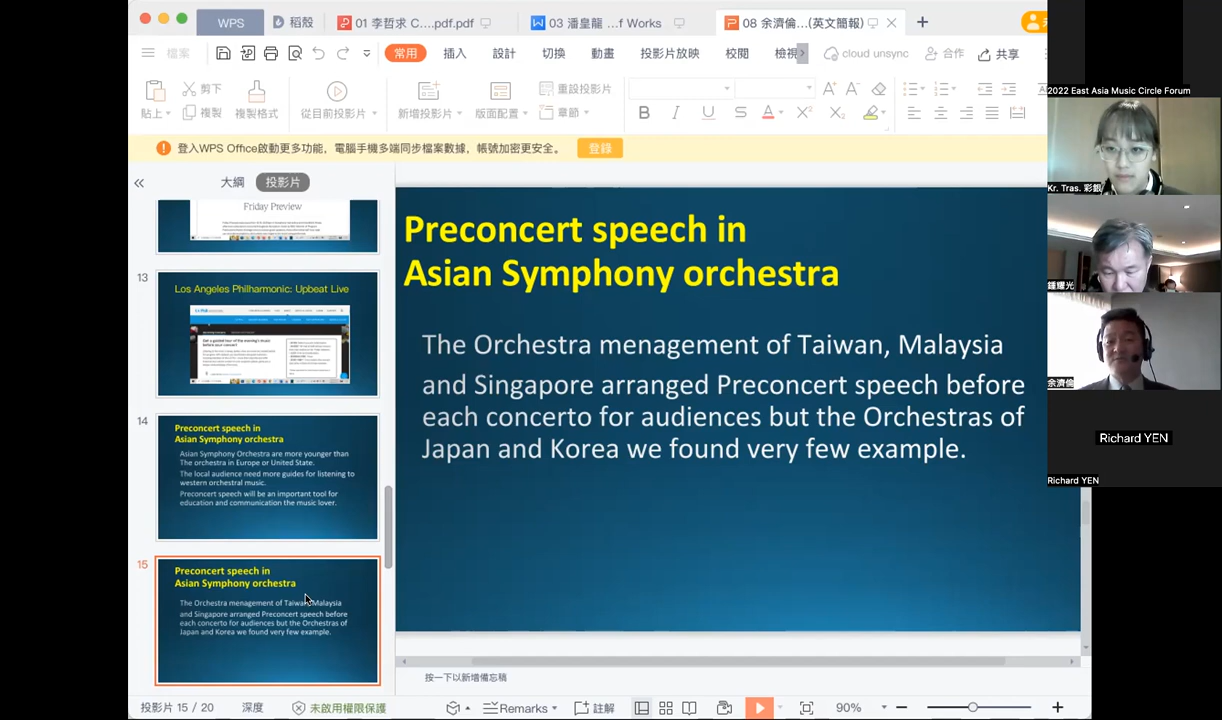 WPS
稻殼
01 李哲求 C....pdf.pdf
03 潘皇龍 ...f Works
08 余濟倫...(英文簡報)
檔案
常用
插入
設計
切換
動畫
投影片放映
校閱
檢視
cloud unsync
合作
共享
貼上
剪下
複製
複製格式
從目前投影片
新增投影片
版面配置
重設投影片
章節
登入WPS Office啟動更多功能，電腦手機多端同步檔案數據，帳號加密更安全。
登錄
大綱
投影片
Friday Preview
13
Los Angeles Philharmonic: Upbeat Live
14
Preconcert speech in
Asian Symphony orchestra
Asian Symphony Orchestra are more younger than
The orchestra in Europe or United State.
The local audience need more guides for listening to
western orchestral music.
Preconcert speech will be an important tool for
education and communication the music lover.
15
Preconcert speech in
Asian Symphony orchestra
The Orchestra menagement of Taiwan, Malaysia
and Singapore arranged Preconcert speech before
each concerto for audiences but the Orchestras of
Japan and Korea we found very few example.
Preconcert speech in
Asian Symphony orchestra
The Orchestra menagement of Taiwan, Malaysia
and Singapore arranged Preconcert speech before
each concerto for audiences but the Orchestras of
Japan and Korea we found very few example.
按一下以新增備忘稿
投影片 15 / 20
深度
未啟用權限保護
Remarks
註解
90%
2022 East Asia Music Circle Forum
Kr. Tras. 彩銀
鍾耀光
余濟倫
Richard YEN
Richard YEN